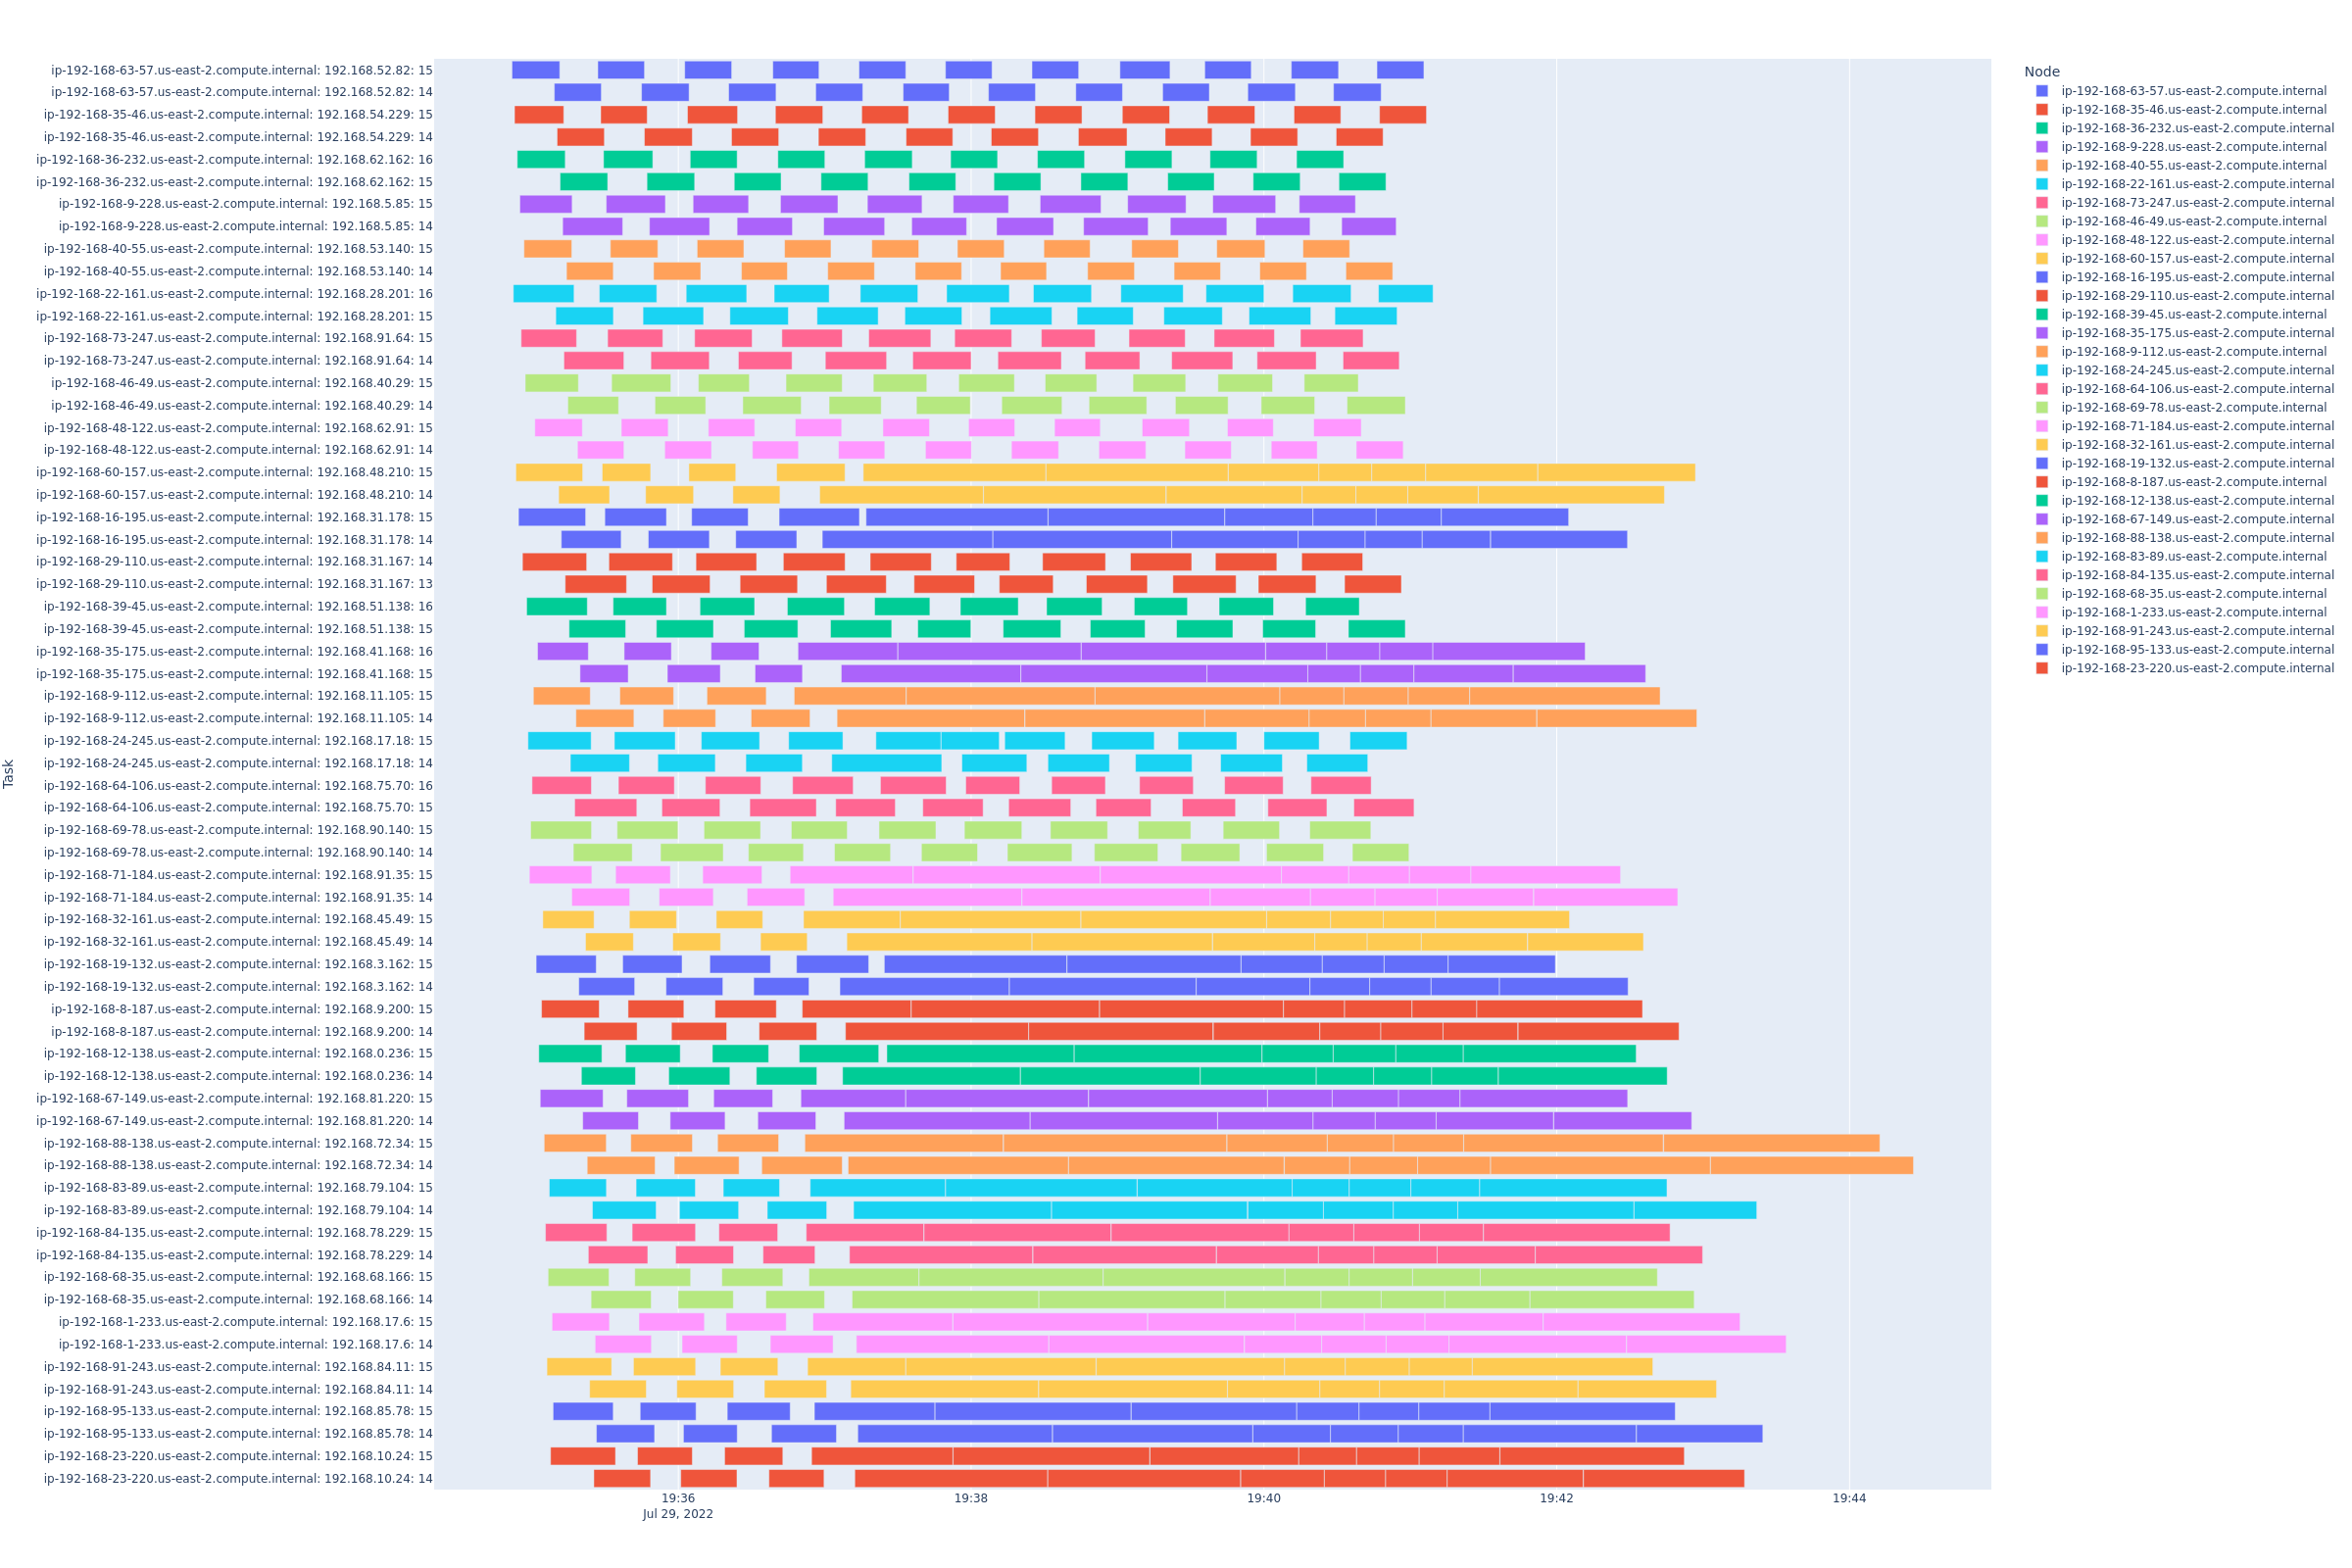 ip-192-168-63-57.us-east-2.compute.internal: 192.168.52.82: 15
ip-192-168-63-57.us-east-2.compute.internal: 192.168.52.82: 14
ip-192-168-35-46.us-east-2.compute.internal: 192.168.54.229: 15
ip-192-168-35-46.us-east-2.compute.internal: 192.168.54.229: 14
ip-192-168-36-232.us-east-2.compute.internal: 192.168.62.162: 16
ip-192-168-36-232.us-east-2.compute.internal: 192.168.62.162: 15
ip-192-168-9-228.us-east-2.compute.internal: 192.168.5.85: 15
ip-192-168-9-228.us-east-2.compute.internal: 192.168.5.85: 14
ip-192-168-40-55.us-east-2.compute.internal: 192.168.53.140: 15
ip-192-168-40-55.us-east-2.compute.internal: 192.168.53.140: 14
ip-192-168-22-161.us-east-2.compute.internal: 192.168.28.201: 16
ip-192-168-22-161.us-east-2.compute.internal: 192.168.28.201: 15
ip-192-168-73-247.us-east-2.compute.internal: 192.168.91.64: 15
ip-192-168-73-247.us-east-2.compute.internal: 192.168.91.64: 14
ip-192-168-46-49.us-east-2.compute.internal: 192.168.40.29: 15
ip-192-168-46-49.us-east-2.compute.internal: 192.168.40.29: 14
ip-192-168-48-122.us-east-2.compute.internal: 192.168.62.91: 15
ip-192-168-48-122.us-east-2.compute.internal: 192.168.62.91: 14
ip-192-168-60-157.us-east-2.compute.internal: 192.168.48.210: 15
ip-192-168-60-157.us-east-2.compute.internal: 192.168.48.210: 14
ip-192-168-16-195.us-east-2.compute.internal: 192.168.31.178: 15
ip-192-168-16-195.us-east-2.compute.internal: 192.168.31.178: 14
ip-192-168-29-110.us-east-2.compute.internal: 192.168.31.167: 14
ip-192-168-29-110.us-east-2.compute.internal: 192.168.31.167: 13
ip-192-168-39-45.us-east-2.compute.internal: 192.168.51.138: 16
ip-192-168-39-45.us-east-2.compute.internal: 192.168.51.138: 15
ip-192-168-35-175.us-east-2.compute.internal: 192.168.41.168: 16
ip-192-168-35-175.us-east-2.compute.internal: 192.168.41.168: 15
ip-192-168-9-112.us-east-2.compute.internal: 192.168.11.105: 15
ip-192-168-9-112.us-east-2.compute.internal: 192.168.11.105: 14
ip-192-168-24-245.us-east-2.compute.internal: 192.168.17.18: 15
ip-192-168-24-245.us-east-2.compute.internal: 192.168.17.18: 14
ip-192-168-64-106.us-east-2.compute.internal: 192.168.75.70: 16
ip-192-168-64-106.us-east-2.compute.internal: 192.168.75.70: 15
ip-192-168-69-78.us-east-2.compute.internal: 192.168.90.140: 15
ip-192-168-69-78.us-east-2.compute.internal: 192.168.90.140: 14
ip-192-168-71-184.us-east-2.compute.internal: 192.168.91.35: 15
ip-192-168-71-184.us-east-2.compute.internal: 192.168.91.35: 14
ip-192-168-32-161.us-east-2.compute.internal: 192.168.45.49: 15
ip-192-168-32-161.us-east-2.compute.internal: 192.168.45.49: 14
ip-192-168-19-132.us-east-2.compute.internal: 192.168.3.162: 15
ip-192-168-19-132.us-east-2.compute.internal: 192.168.3.162: 14
ip-192-168-8-187.us-east-2.compute.internal: 192.168.9.200: 15
ip-192-168-8-187.us-east-2.compute.internal: 192.168.9.200: 14
ip-192-168-12-138.us-east-2.compute.internal: 192.168.0.236: 15
ip-192-168-12-138.us-east-2.compute.internal: 192.168.0.236: 14
ip-192-168-67-149.us-east-2.compute.internal: 192.168.81.220: 15
ip-192-168-67-149.us-east-2.compute.internal: 192.168.81.220: 14
ip-192-168-88-138.us-east-2.compute.internal: 192.168.72.34: 15
ip-192-168-88-138.us-east-2.compute.internal: 192.168.72.34: 14
ip-192-168-83-89.us-east-2.compute.internal: 192.168.79.104: 15
ip-192-168-83-89.us-east-2.compute.internal: 192.168.79.104: 14
ip-192-168-84-135.us-east-2.compute.internal: 192.168.78.229: 15
ip-192-168-84-135.us-east-2.compute.internal: 192.168.78.229: 14
ip-192-168-68-35.us-east-2.compute.internal: 192.168.68.166: 15
ip-192-168-68-35.us-east-2.compute.internal: 192.168.68.166: 14
ip-192-168-1-233.us-east-2.compute.internal: 192.168.17.6: 15
ip-192-168-1-233.us-east-2.compute.internal: 192.168.17.6: 14
ip-192-168-91-243.us-east-2.compute.internal: 192.168.84.11: 15
ip-192-168-91-243.us-east-2.compute.internal: 192.168.84.11: 14
ip-192-168-95-133.us-east-2.compute.internal: 192.168.85.78: 15
ip-192-168-95-133.us-east-2.compute.internal: 192.168.85.78: 14
ip-192-168-23-220.us-east-2.compute.internal: 192.168.10.24: 15
ip-192-168-23-220.us-east-2.compute.internal: 192.168.10.24: 14
Task
19:36
Jul 29, 2022
19:38
19:40
19:42
19:44
Node
ip-192-168-63-57.us-east-2.compute.internal
ip-192-168-35-46.us-east-2.compute.internal
ip-192-168-36-232.us-east-2.compute.internal
ip-192-168-9-228.us-east-2.compute.internal
ip-192-168-40-55.us-east-2.compute.internal
ip-192-168-22-161.us-east-2.compute.internal
ip-192-168-73-247.us-east-2.compute.internal
ip-192-168-46-49.us-east-2.compute.internal
ip-192-168-48-122.us-east-2.compute.internal
ip-192-168-60-157.us-east-2.compute.internal
ip-192-168-16-195.us-east-2.compute.internal
ip-192-168-29-110.us-east-2.compute.internal
ip-192-168-39-45.us-east-2.compute.internal
ip-192-168-35-175.us-east-2.compute.internal
ip-192-168-9-112.us-east-2.compute.internal
ip-192-168-24-245.us-east-2.compute.internal
ip-192-168-64-106.us-east-2.compute.internal
ip-192-168-69-78.us-east-2.compute.internal
ip-192-168-71-184.us-east-2.compute.internal
ip-192-168-32-161.us-east-2.compute.internal
ip-192-168-19-132.us-east-2.compute.internal
ip-192-168-8-187.us-east-2.compute.internal
ip-192-168-12-138.us-east-2.compute.internal
ip-192-168-67-149.us-east-2.compute.internal
ip-192-168-88-138.us-east-2.compute.internal
ip-192-168-83-89.us-east-2.compute.internal
ip-192-168-84-135.us-east-2.compute.internal
ip-192-168-68-35.us-east-2.compute.internal
ip-192-168-1-233.us-east-2.compute.internal
ip-192-168-91-243.us-east-2.compute.internal
ip-192-168-95-133.us-east-2.compute.internal
ip-192-168-23-220.us-east-2.compute.internal